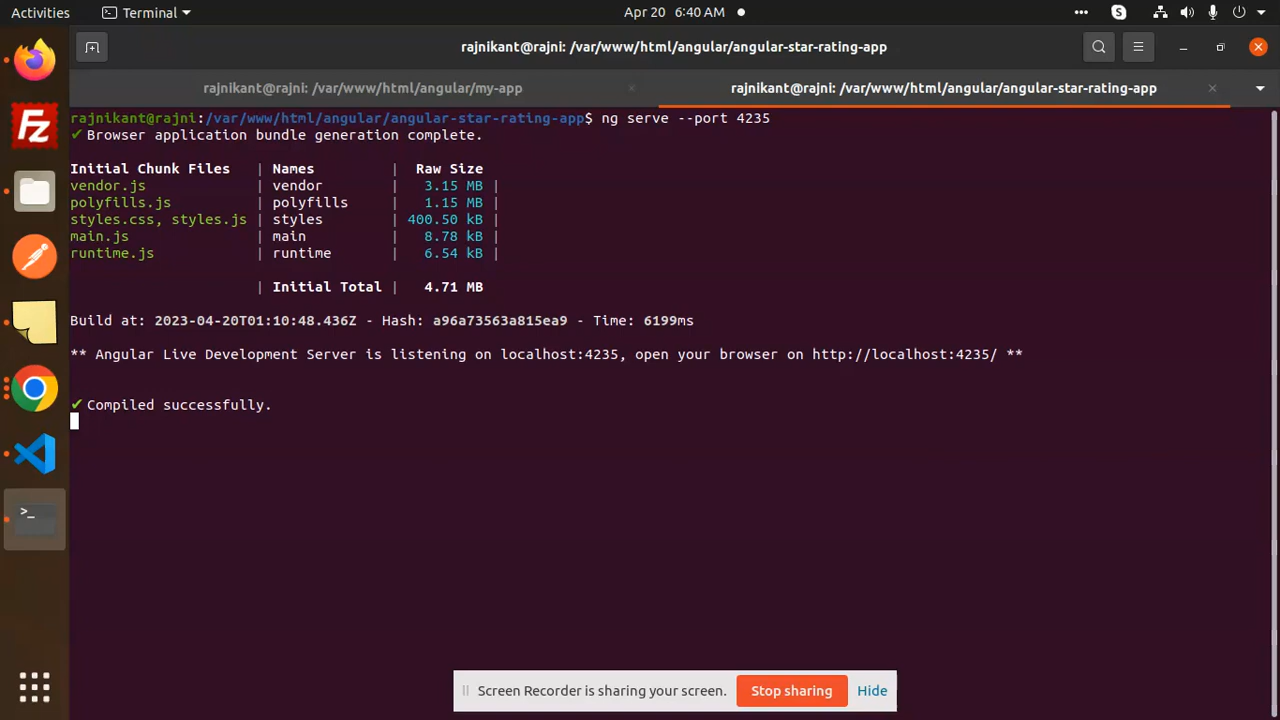 Activities Terminal Apr 20 6:40 AM
rajnikant@rajni: /var/www/html/angular/angular-star-rating-app
rajnikant@rajni: /var/www/html/angular/my-app × rajnikant@rajni: /var/www/html/angular/angular-star-rating-app ×
rajnikant@rajni:/var/www/html/angular/angular-star-rating-app$ ng serve --port 4235
✔ Browser application bundle generation complete.
Initial Chunk Files | Names | Raw Size
vendor.js | vendor | 3.15 MB |
polyfills.js | polyfills | 1.15 MB |
styles.css, styles.js | styles | 400.50 kB |
main.js | main | 8.78 kB |
runtime.js | runtime | 6.54 kB |
| Initial Total | 4.71 MB
Build at: 2023-04-20T01:10:48.436Z - Hash: a96a73563a815ea9 - Time: 6199ms
** Angular Live Development Server is listening on localhost:4235, open your browser on http://localhost:4235/ **
✔ Compiled successfully.
Screen Recorder is sharing your screen. Stop sharing Hide